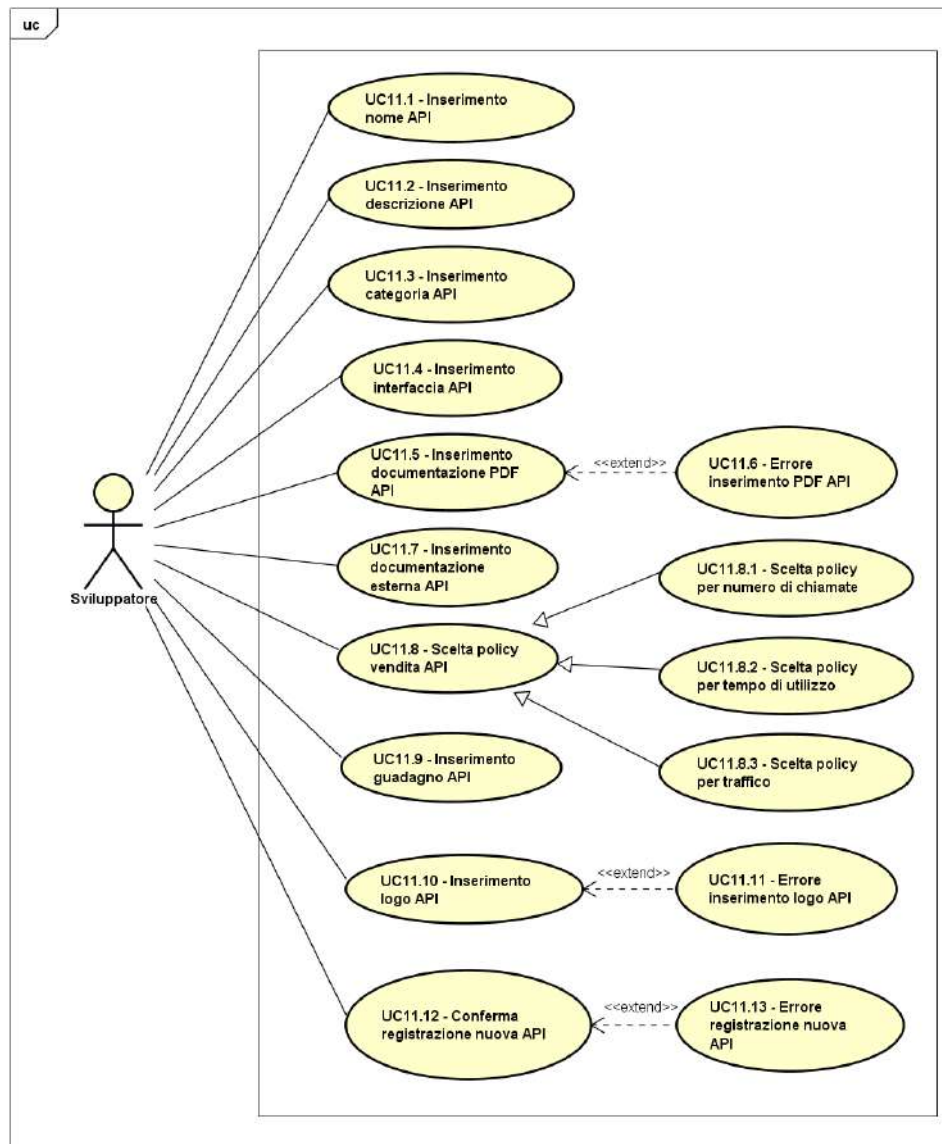 uc
UC11.1 - Inserimento
nome API
UC11.2 - Inserimento
descrizione API
UC11.3 - Inserimento
categoria API
UC11.4 - Inserimento
interfaccia API
UC11.5 - Inserimento
documentazione PDF
API
<<extend>>
UC11.6 - Errore
inserimento PDF API
UC11.7 - Inserimento
documentazione
esterna API
UC11.8.1 - Scelta policy
per numero di chiamate
Sviluppatore
UC11.8 - Scelta policy
vendita API
UC11.8.2 - Scelta policy
per tempo di utilizzo
UC11.9 - Inserimento
guadagno API
UC11.8.3 - Scelta policy
per traffico
UC11.10 - Inserimento
logo API
<<extend>>
UC11.11 - Errore
inserimento logo API
UC11.12 - Conferma
registrazione nuova API
<<extend>>
UC11.13 - Errore
registrazione nuova
API